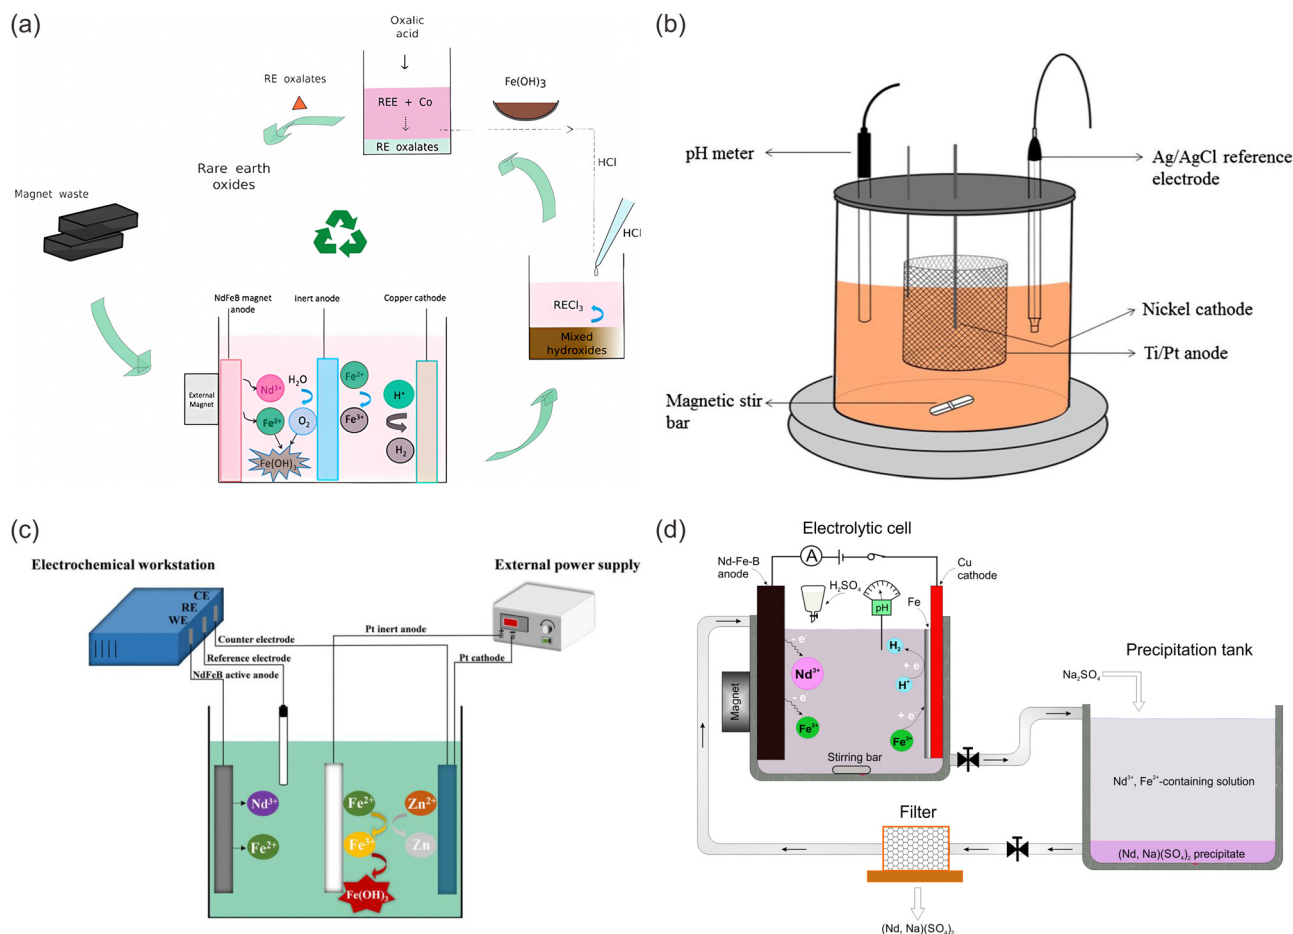 (a)
Oxalic
acid
RE oxalates
REE + Co
RE oxalates
Fe(OH)3
HCl
Rare earth
oxides
Magnet waste
HCl
RECl₃
Mixed
hydroxides
NdFeB magnet
anode
Inert anode
Copper cathode
External
Magnet
Nd³⁺
H₂O
Fe²⁺
H⁺
Fe²⁺
O₂
Fe³⁺
H₂
Fe(OH)₃
(b)
pH meter
Ag/AgCl reference
electrode
Nickel cathode
Ti/Pt anode
Magnetic stir
bar
(c)
Electrochemical workstation
External power supply
CE
RE
WE
Counter electrode
Reference electrode
NdFeB active anode
Pt inert anode
Pt cathode
Nd³⁺
Fe²⁺
Zn²⁺
Fe²⁺
Fe³⁺
Zn
Fe(OH)₃
(d)
Electrolytic cell
Nd-Fe-B
anode
A
Cu
cathode
H₂SO₄
pH
Fe
- e⁻
Nd³⁺
H₂
+ e⁻
H⁺
- e⁻
Fe²⁺
+ e⁻
Fe²⁺
Magnet
Stirring bar
Precipitation tank
Na₂SO₄
Nd³⁺, Fe²⁺-containing solution
(Nd, Na)(SO₄)₂ precipitate
Filter
(Nd, Na)(SO₄)₂